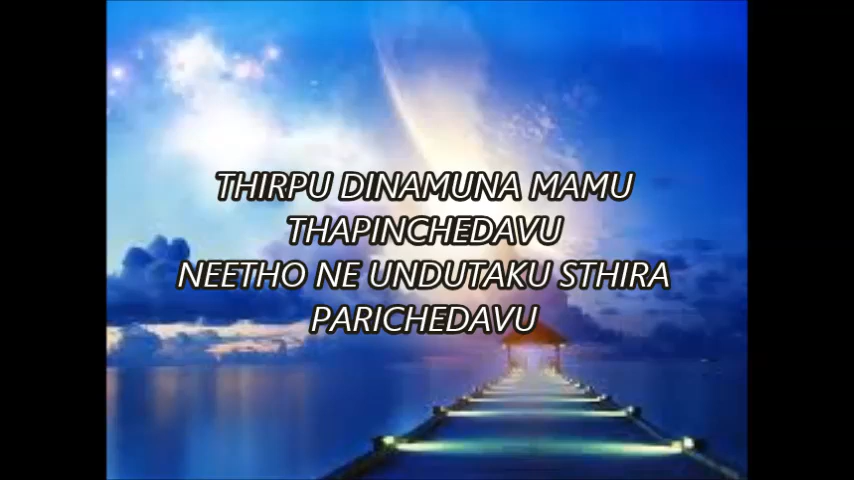 THIRPU DINAMUNA MAMU
THAPINCHEDAVU
NEETHO NE UNDUTAKU STHIRA
PARICHEDAVU